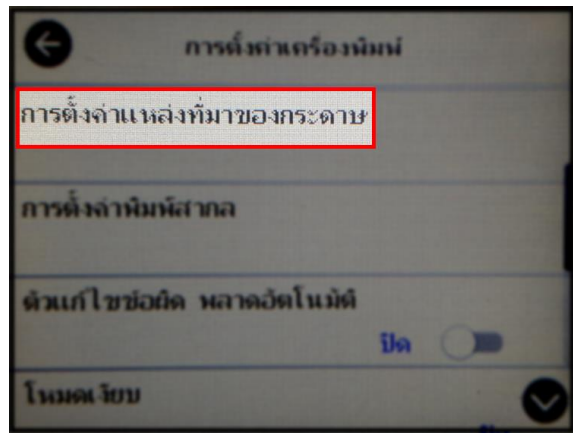 การตั้งค่าเครื่องพิมพ์
การตั้งค่าแหล่งที่มาของกระดาษ
การตั้งค่าพิมพ์สากล
ตัวแก้ไขข้อผิด พลาดอัตโนมัติ
ปิด
โหมดเงียบ